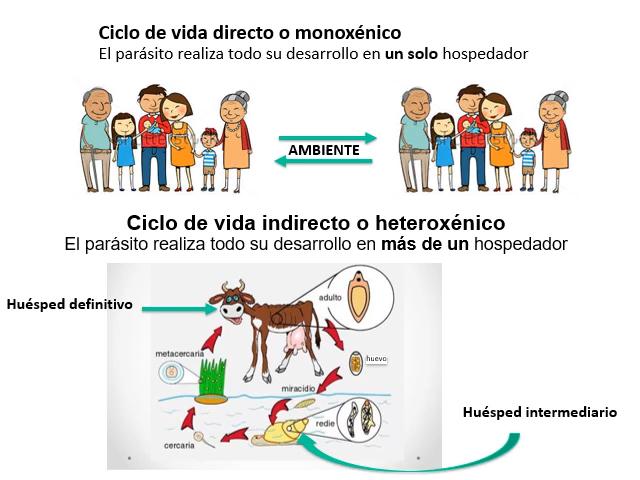 Ciclo de vida directo o monoxénico
El parásito realiza todo su desarrollo en un solo hospedador
AMBIENTE
Ciclo de vida indirecto o heteroxénico
El parásito realiza todo su desarrollo en más de un hospedador
Huésped definitivo
adulto
huevo
metacercaria
miracidio
redie
cercaria
Huésped intermediario